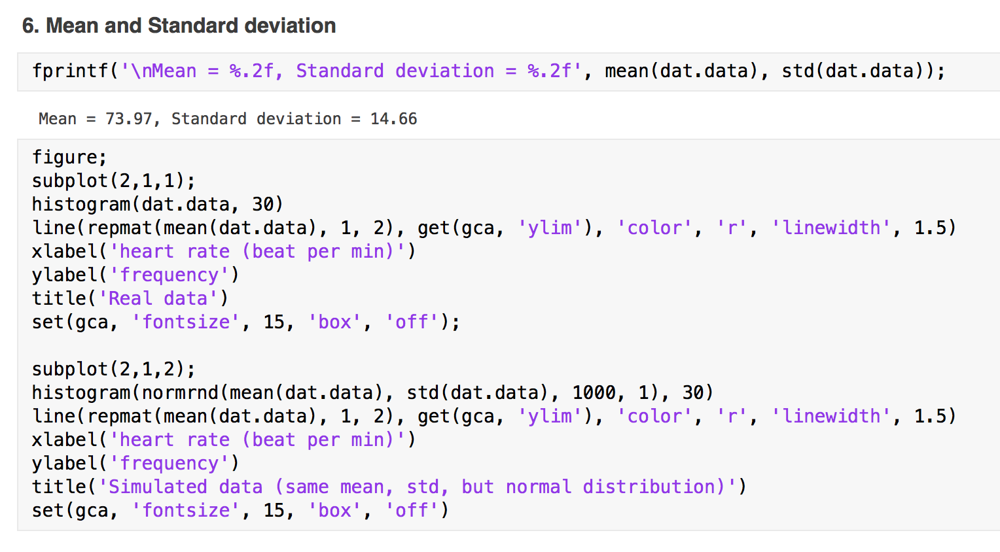 6. Mean and Standard deviation
fprintf('\nMean = %.2f, Standard deviation = %.2f', mean(dat.data), std(dat.data));
Mean = 73.97, Standard deviation = 14.66
figure;
subplot(2,1,1);
histogram(dat.data, 30)
line(repmat(mean(dat.data), 1, 2), get(gca, 'ylim'), 'color', 'r', 'linewidth', 1.5)
xlabel('heart rate (beat per min)')
ylabel('frequency')
title('Real data')
set(gca, 'fontsize', 15, 'box', 'off');
subplot(2,1,2);
histogram(normrnd(mean(dat.data), std(dat.data), 1000, 1), 30)
line(repmat(mean(dat.data), 1, 2), get(gca, 'ylim'), 'color', 'r', 'linewidth', 1.5)
xlabel('heart rate (beat per min)')
ylabel('frequency')
title('Simulated data (same mean, std, but normal distribution)')
set(gca, 'fontsize', 15, 'box', 'off')